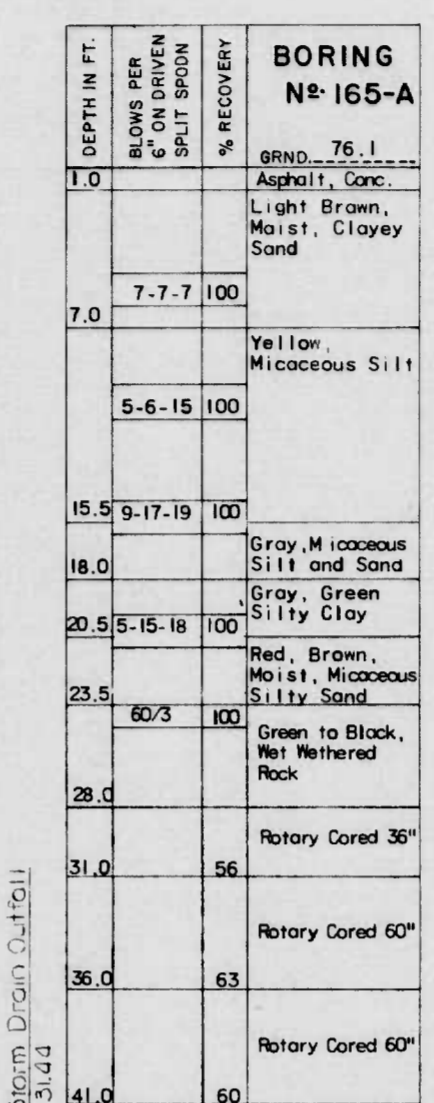 DEPTH IN FT.
BLOWS PER
6" ON DRIVEN
SPLIT SPOON
% RECOVERY
BORING
Nº. 165-A
GRND. 76.1
1.0
Asphalt, Conc.
Light Brown,
Moist, Clayey
Sand
7-7-7 100
7.0
Yellow,
Micaceous Silt
5-6-15 100
15.5 9-17-19 100
Gray, Micaceous
18.0 Silt and Sand
Gray, Green
Silty Clay
20.5 5-15-18 100
Red, Brown,
Moist, Micaceous
23.5 Silty Sand
60/3 100
Green to Black,
Wet Wethered
Rock
28.0
Rotary Cored 36"
31.0 56
Rotary Cored 60"
36.0 63
Rotary Cored 60"
41.0 60
Storm Drain Outfall
31.44